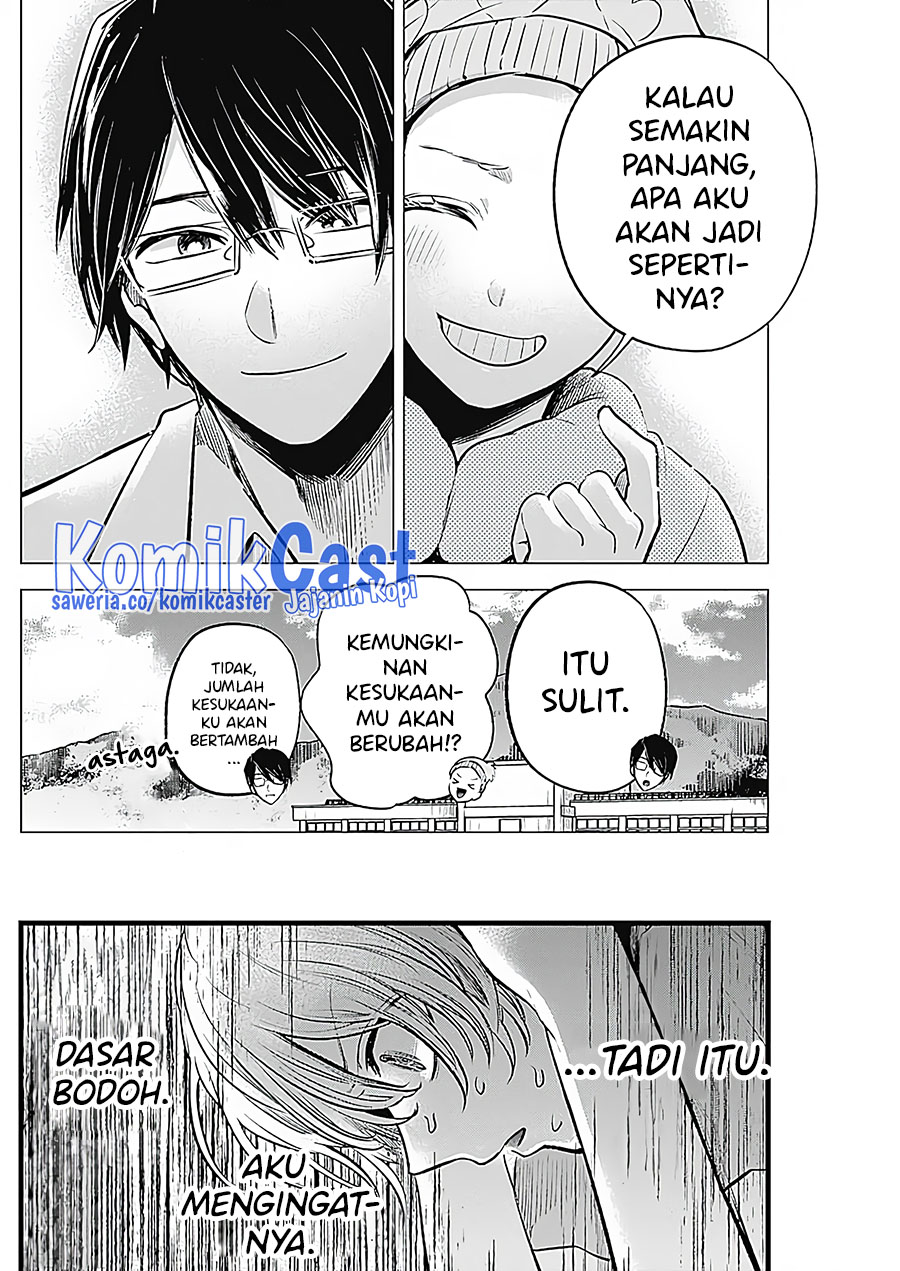 KALAU
SEMAKIN
PANJANG,
APA AKU
AKAN JADI
SEPERTI-
NYA?
KomikCast
saweria.co/komikcaster
Jajanin Kopi
ITU
SULIT.
KEMUNGKI-
NAN
KESUKAAN-
MU AKAN
BERUBAH!?
TIDAK,
JUMLAH
KESUKAAN-
KU AKAN
BERTAMBAH
...
astaga.
...TADI ITU.
AKU
MENGINGAT-
NYA.
DASAR
BODOH.